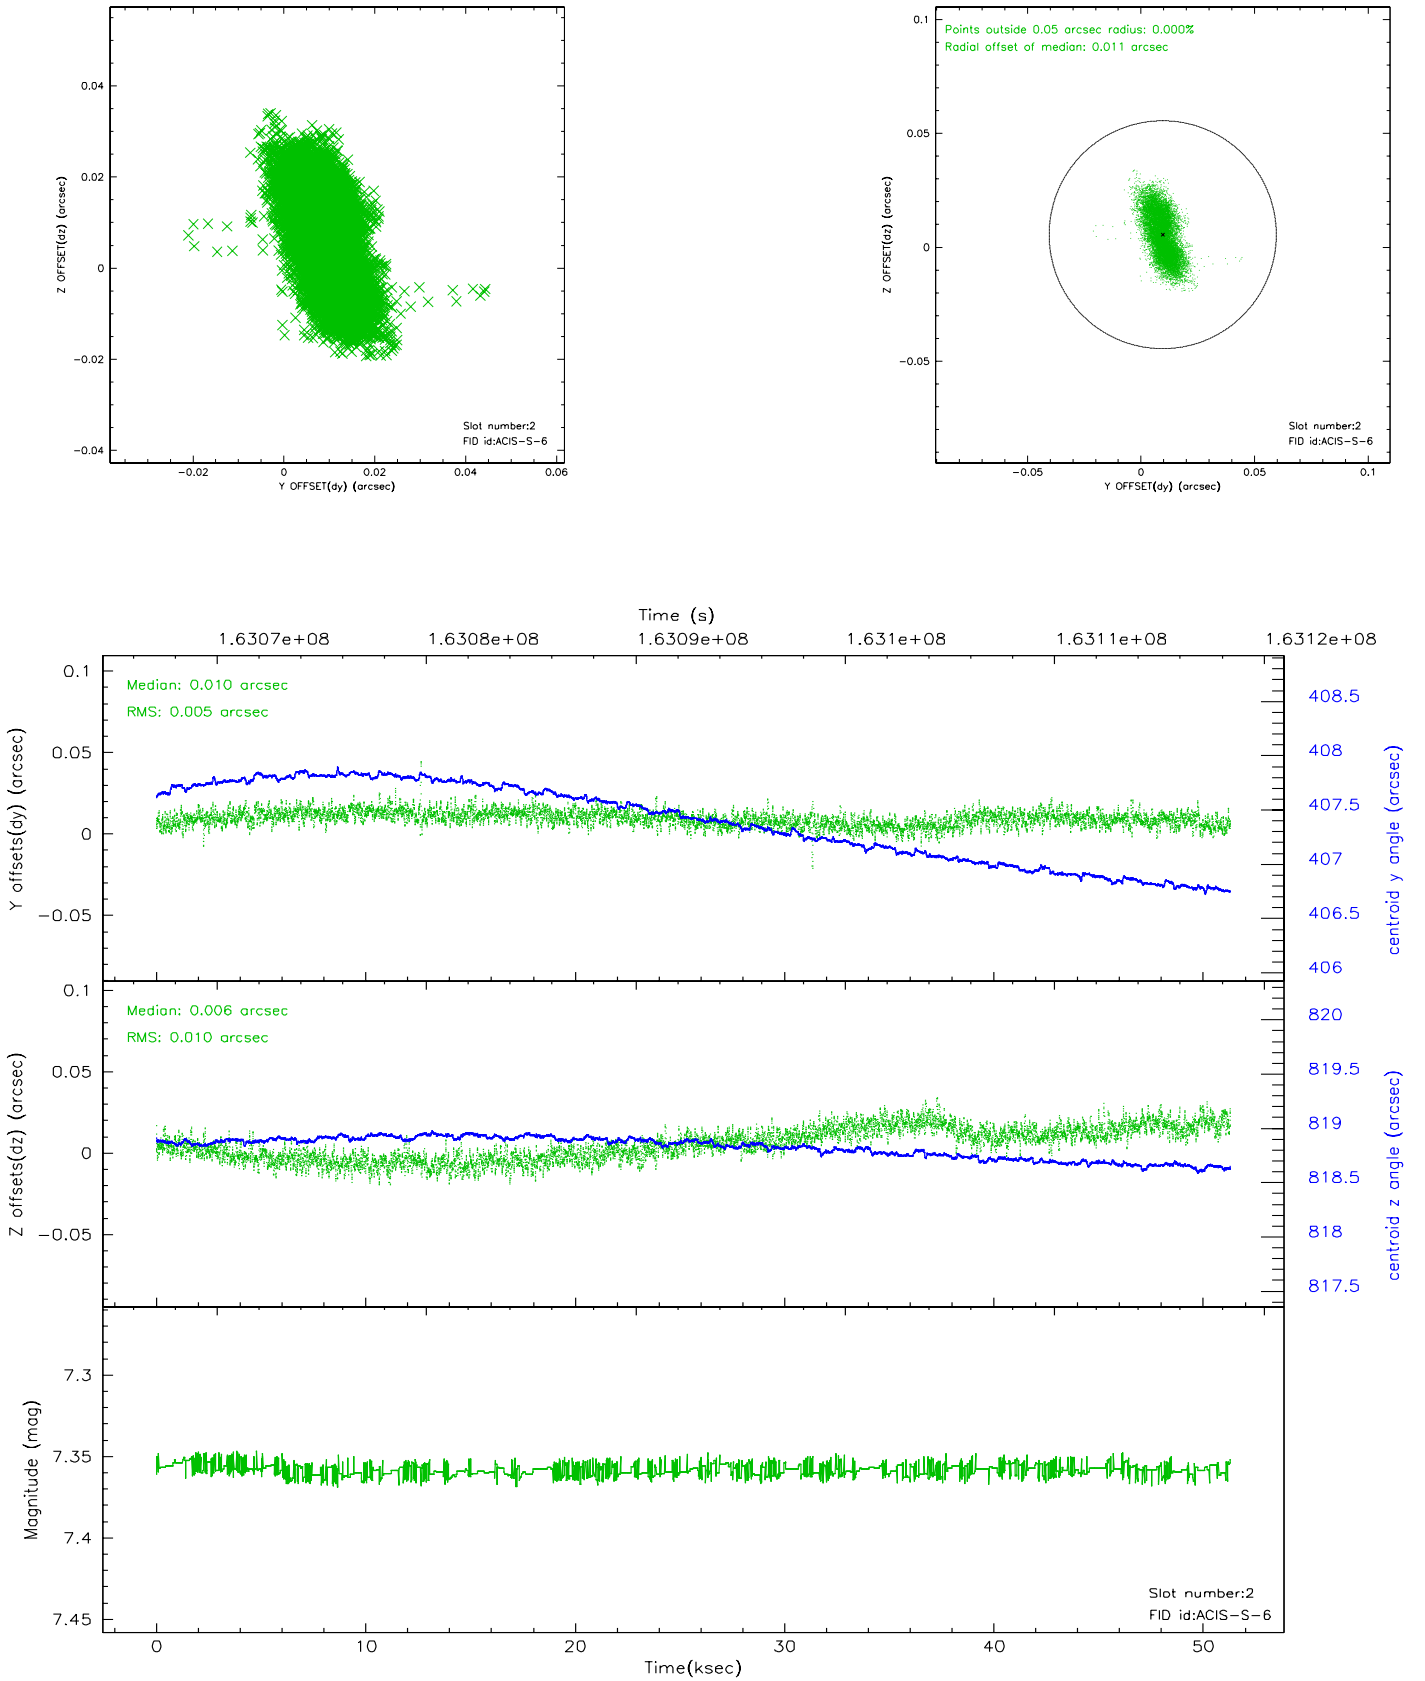 0.04
0.02
0
−0.02
−0.04
Z OFFSET(dz) (arcsec)
Slot number:2
FID id:ACIS−S−6
−0.02 0 0.02 0.04 0.06
Y OFFSET(dy) (arcsec)
Points outside 0.05 arcsec radius: 0.000%
Radial offset of median: 0.011 arcsec
0.1
0.05
0
−0.05
Z OFFSET(dz) (arcsec)
Slot number:2
FID id:ACIS−S−6
−0.05 0 0.05 0.1
Y OFFSET(dy) (arcsec)
Time (s)
1.6307e+08 1.6308e+08 1.6309e+08 1.631e+08 1.6311e+08 1.6312e+08
Median: 0.010 arcsec
RMS: 0.005 arcsec
0.1
0.05
0
−0.05
Y offsets(dy) (arcsec)
408.5
408
407.5
407
406.5
406
centroid y angle (arcsec)
Median: 0.006 arcsec
RMS: 0.010 arcsec
0.1
0.05
0
−0.05
Z offsets(dz) (arcsec)
820
819.5
819
818.5
818
817.5
centroid z angle (arcsec)
7.3
7.35
7.4
7.45
Magnitude (mag)
Slot number:2
FID id:ACIS−S−6
0 10 20 30 40 50
Time(ksec)